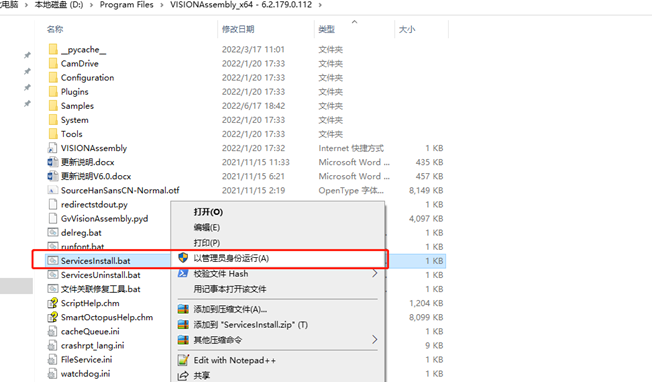 电脑 > 本地磁盘 (D:) > Program Files > VISIONAssembly_x64 - 6.2.179.0.112 >
名称 修改日期 类型 大小
__pycache__ 2022/3/17 11:01 文件夹
CamDrive 2022/1/20 17:33 文件夹
Configuration 2022/1/20 17:33 文件夹
Plugins 2022/1/20 17:33 文件夹
Samples 2022/6/17 18:42 文件夹
System 2022/1/20 17:33 文件夹
Tools 2022/1/20 17:33 文件夹
VISIONAssembly 2022/1/20 17:32 Internet 快捷方式 1 KB
更新说明.docx 2021/11/15 11:33 Microsoft Word ... 435 KB
更新说明V6.0.docx 2021/11/15 6:21 Microsoft Word ... 457 KB
SourceHanSansCN-Normal.otf 2021/11/15 2:19 OpenType 字体... 8,149 KB
redirectstdout.py 1 KB
GvVisionAssembly.pyd 4,097 KB
delreg.bat 1 KB
runfont.bat 1 KB
ServicesInstall.bat 1 KB
ServicesUninstall.bat 1 KB
文件关联修复工具.bat 1 KB
ScriptHelp.chm 1,204 KB
SmartOctopusHelp.chm 8,099 KB
cacheQueue.ini 1 KB
crashrpt_lang.ini 9 KB
FileService.ini 1 KB
watchdog.ini 1 KB
打开(O)
编辑(E)
打印(P)
以管理员身份运行(A)
校验文件 Hash
用记事本打开该文件
添加到压缩文件(A)...
添加到 "ServicesInstall.zip" (T)
其他压缩命令
Edit with Notepad++
共享